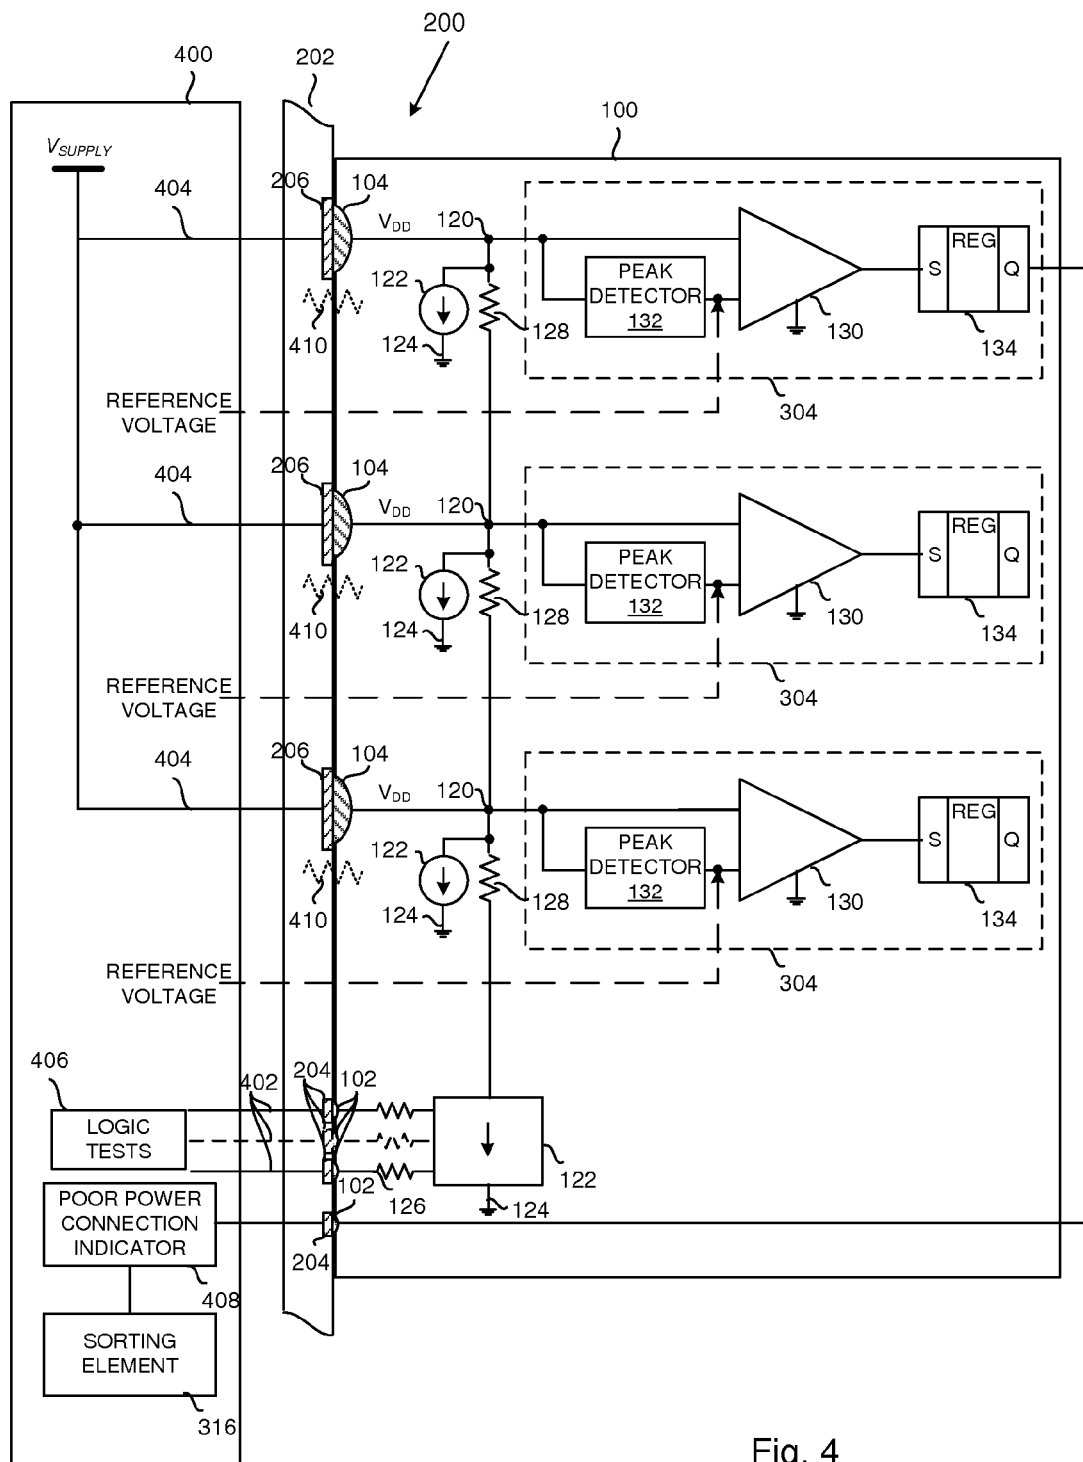 200
400
202
100
VSUPPLY
404
206
104
VDD
120
122
124
128
410
PEAK
DETECTOR
132
130
S
REG
Q
134
304
REFERENCE
VOLTAGE
404
206
104
VDD
120
122
124
128
410
PEAK
DETECTOR
132
130
S
REG
Q
134
304
REFERENCE
VOLTAGE
404
206
104
VDD
120
122
124
128
410
PEAK
DETECTOR
132
130
S
REG
Q
134
304
REFERENCE
VOLTAGE
406
402
204
102
LOGIC
TESTS
122
102
126
124
POOR POWER
CONNECTION
INDICATOR
204
408
SORTING
ELEMENT
316
Fig. 4